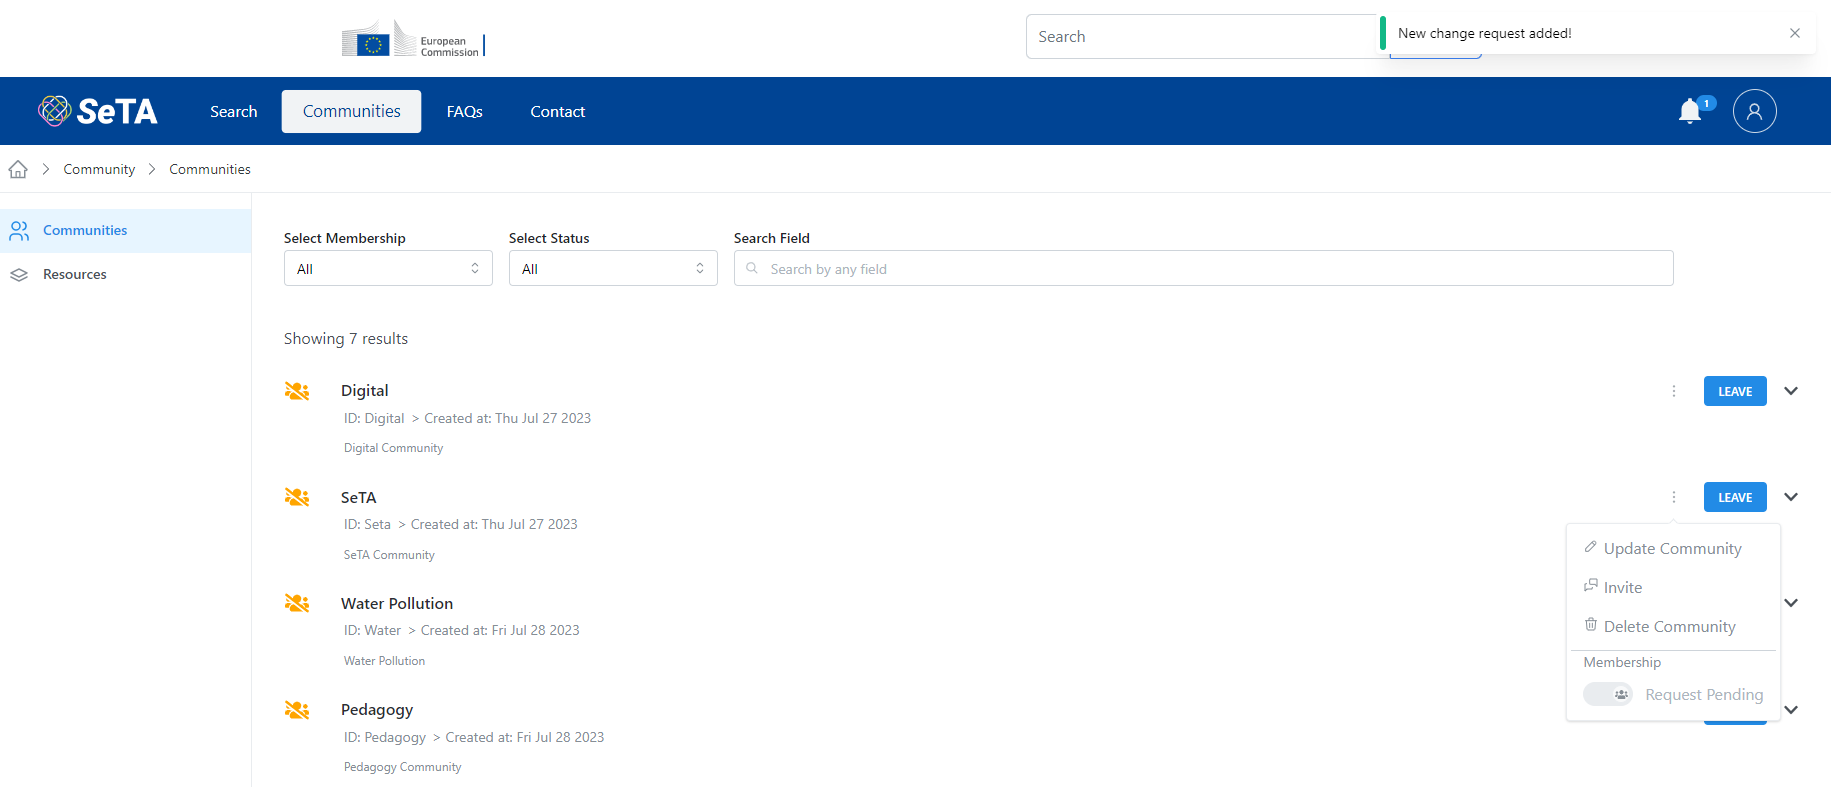 European
Commission
Search
New change request added!
SeTA
Search
Communities
FAQs
Contact
1
Community
Communities
Communities
Resources
Select Membership
Select Status
Search Field
All
All
Search by any field
Showing 7 results
Digital
LEAVE
ID: Digital > Created at: Thu Jul 27 2023
Digital Community
SeTA
LEAVE
ID: Seta > Created at: Thu Jul 27 2023
SeTA Community
Update Community
Invite
Delete Community
Membership
Request Pending
Water Pollution
ID: Water > Created at: Fri Jul 28 2023
Water Pollution
Pedagogy
ID: Pedagogy > Created at: Fri Jul 28 2023
Pedagogy Community